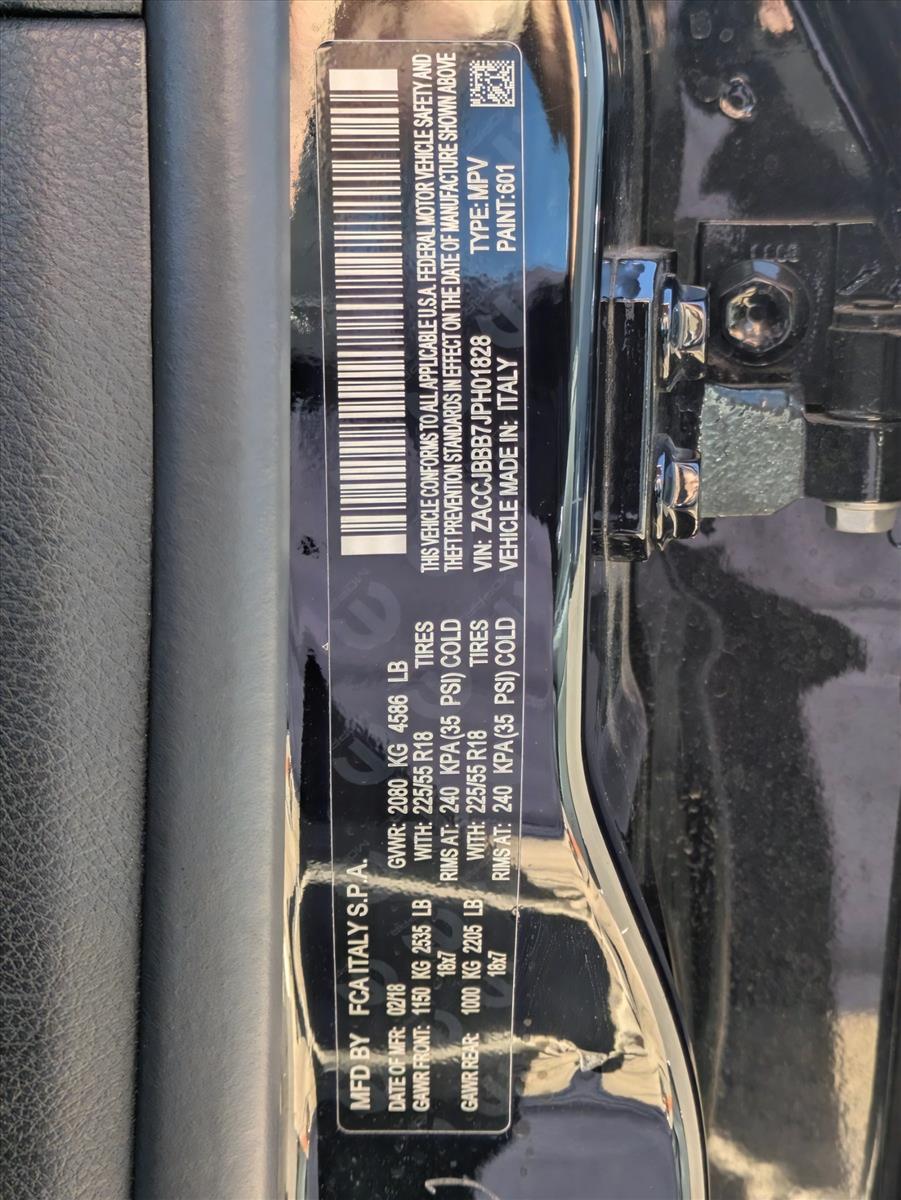 MFD BY FCA ITALY S.P.A.
DATE OF MFR: 02/18 GVWR: 2080 KG 4586 LB
GAWR FRONT: 1150 KG 2535 LB WITH: 225/55 R18 TIRES
18x7 RIMS AT: 240 KPA (35 PSI) COLD
GAWR REAR: 1000 KG 2205 LB WITH: 225/55 R18 TIRES
18x7 RIMS AT: 240 KPA (35 PSI) COLD
THIS VEHICLE CONFORMS TO ALL APPLICABLE U.S.A. FEDERAL MOTOR VEHICLE SAFETY AND
THEFT PREVENTION STANDARDS IN EFFECT ON THE DATE OF MANUFACTURE SHOWN ABOVE
VIN: ZACCJBBB7JPH01828 TYPE: MPV
VEHICLE MADE IN: ITALY PAINT: 601